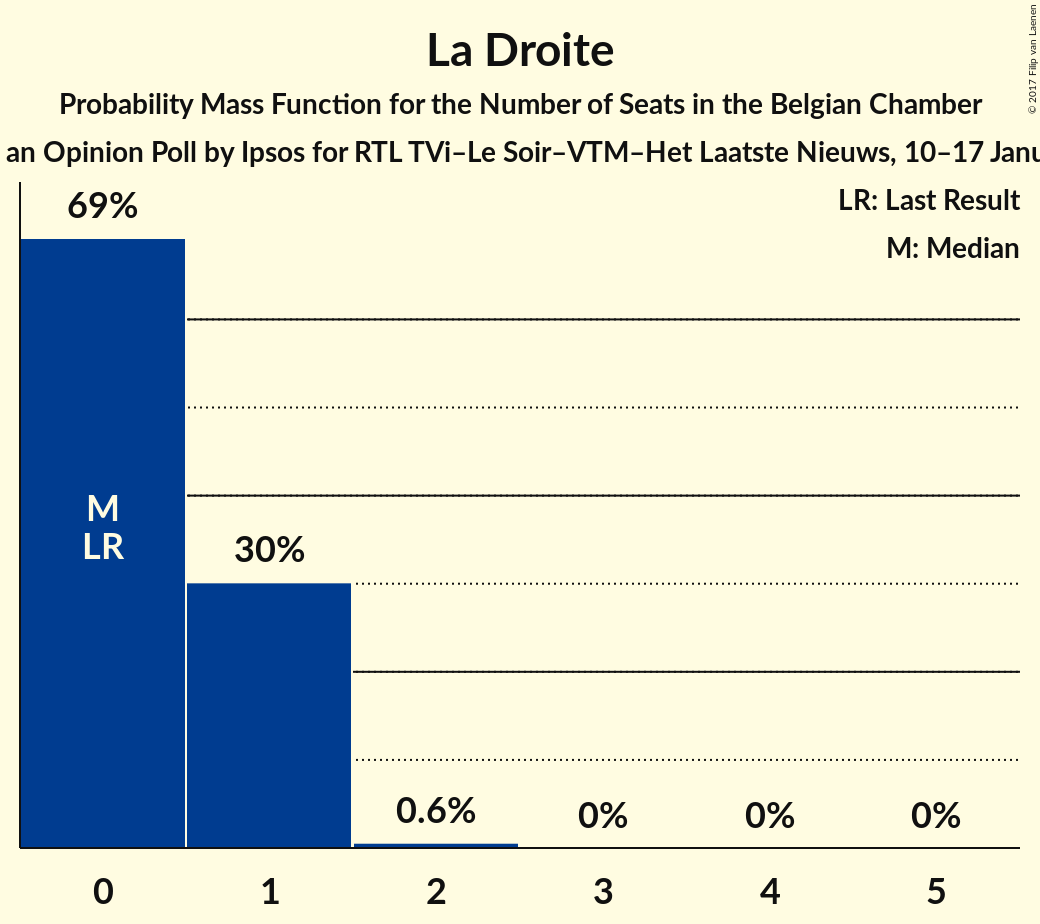 La Droite
Probability Mass Function for the Number of Seats in the Belgian Chamber
an Opinion Poll by Ipsos for RTL TVi–Le Soir–VTM–Het Laatste Nieuws, 10–17 Janu
© 2017 Filip van Laenen
LR: Last Result
M: Median
69%
M
LR
30%
0.6%
0%
0%
0%
0
1
2
3
4
5